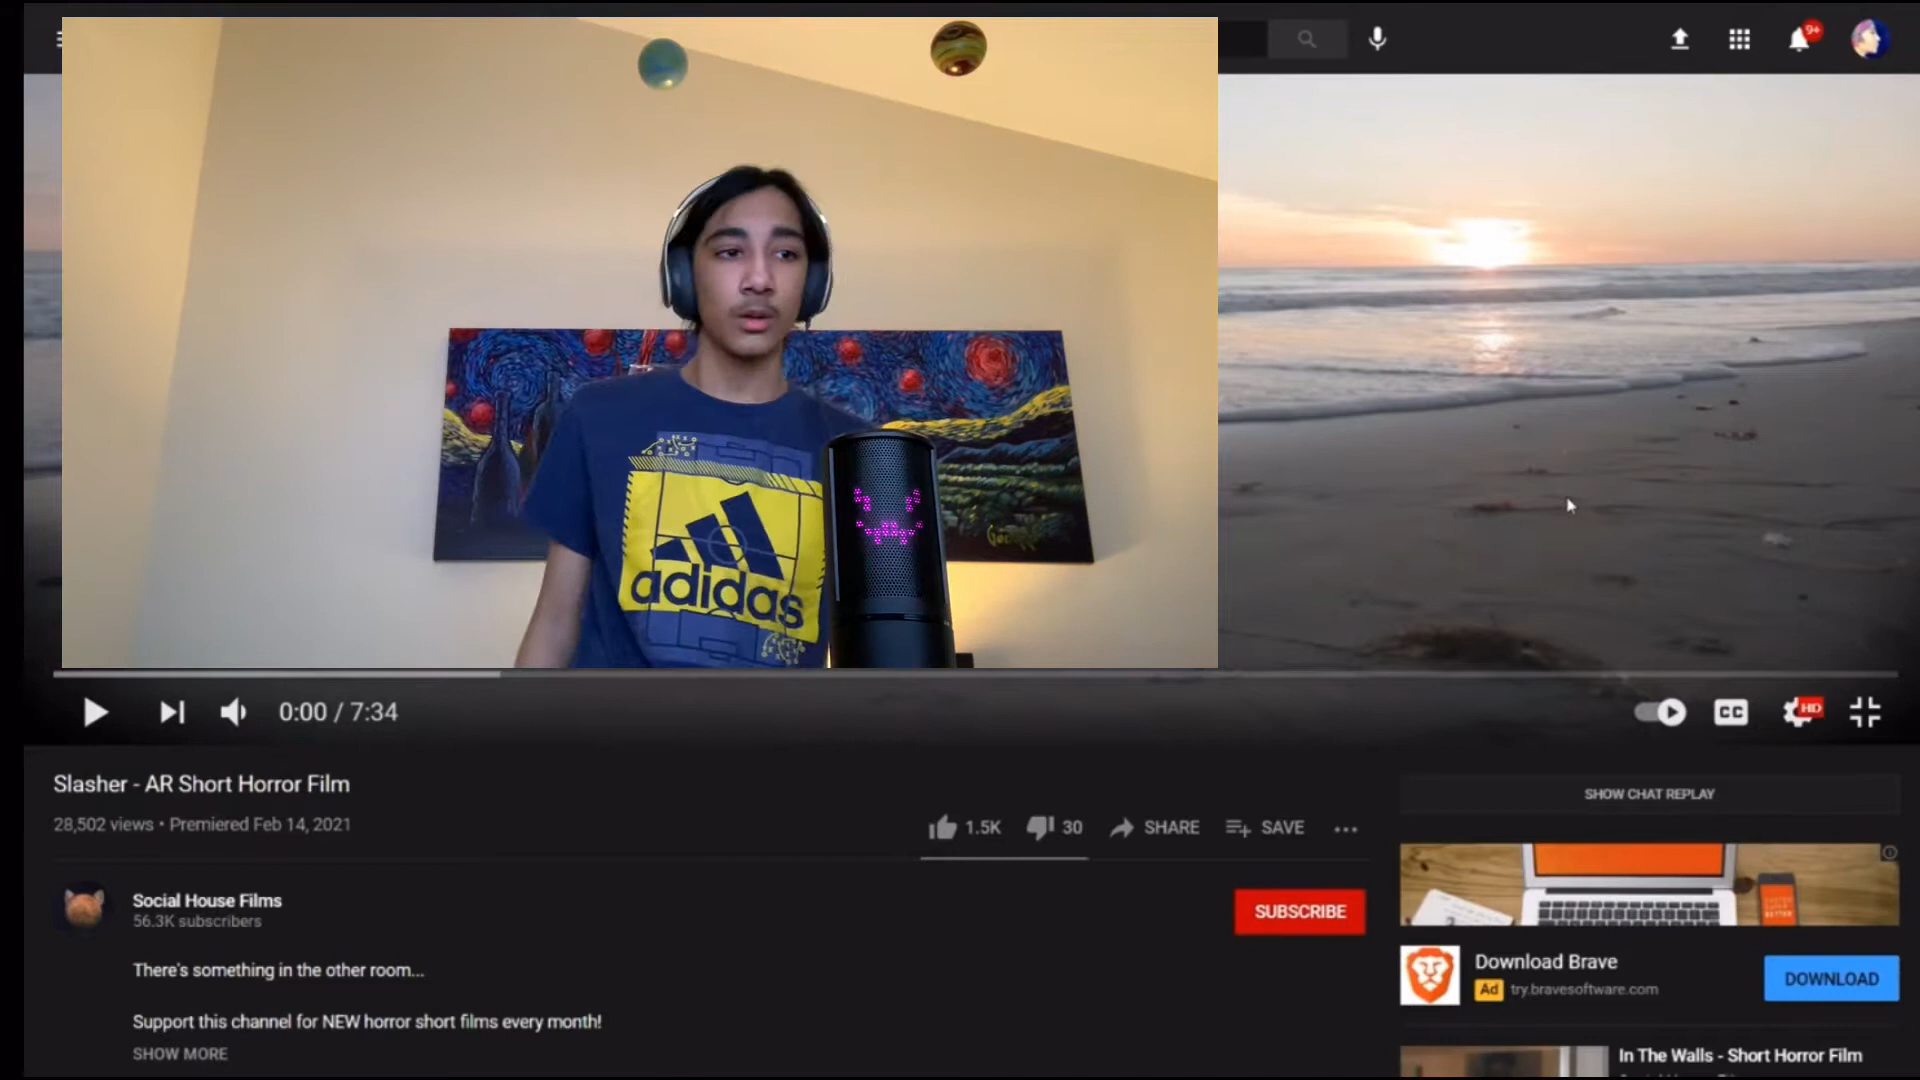 9+
adidas
0:00 / 7:34
CC
HD
Slasher - AR Short Horror Film
28,502 views • Premiered Feb 14, 2021
1.5K
30
SHARE
SAVE
SHOW CHAT REPLAY
Social House Films
56.3K subscribers
SUBSCRIBE
There's something in the other room...
Support this channel for NEW horror short films every month!
SHOW MORE
Download Brave
Ad try.bravesoftware.com
DOWNLOAD
In The Walls - Short Horror Film